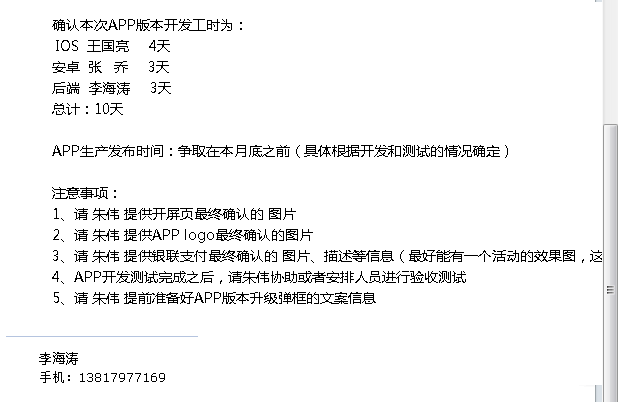 确认本次APP版本开发工时为：
IOS 王国亮 4天
安卓 张 乔 3天
后端 李海涛 3天
总计：10天
APP生产发布时间：争取在本月底之前（具体根据开发和测试的情况确定）
注意事项：
1、请 朱伟 提供开屏页最终确认的 图片
2、请 朱伟 提供APP logo最终确认的图片
3、请 朱伟 提供银联支付最终确认的 图片、描述等信息（最好能有一个活动的效果图，这
4、APP开发测试完成之后，请朱伟协助或者安排人员进行验收测试
5、请 朱伟 提前准备好APP版本升级弹框的文案信息
李海涛
手机：13817977169